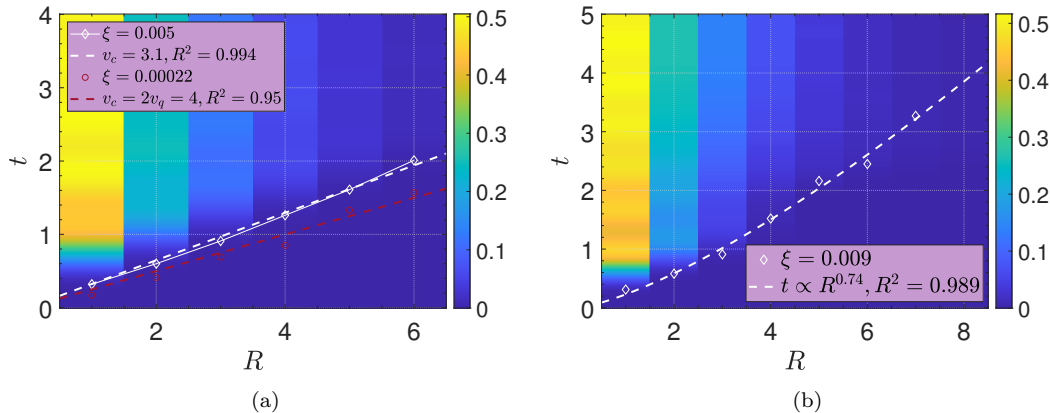 4
3
2
1
0
t
2
4
6
R
ξ = 0.005
v_c = 3.1, R^2 = 0.994
ξ = 0.00022
v_c = 2v_q = 4, R^2 = 0.95
0.5
0.4
0.3
0.2
0.1
0
(a)
5
4
3
2
1
0
t
2
4
6
8
R
ξ = 0.009
t ∝ R^{0.74}, R^2 = 0.989
0.5
0.4
0.3
0.2
0.1
0
(b)